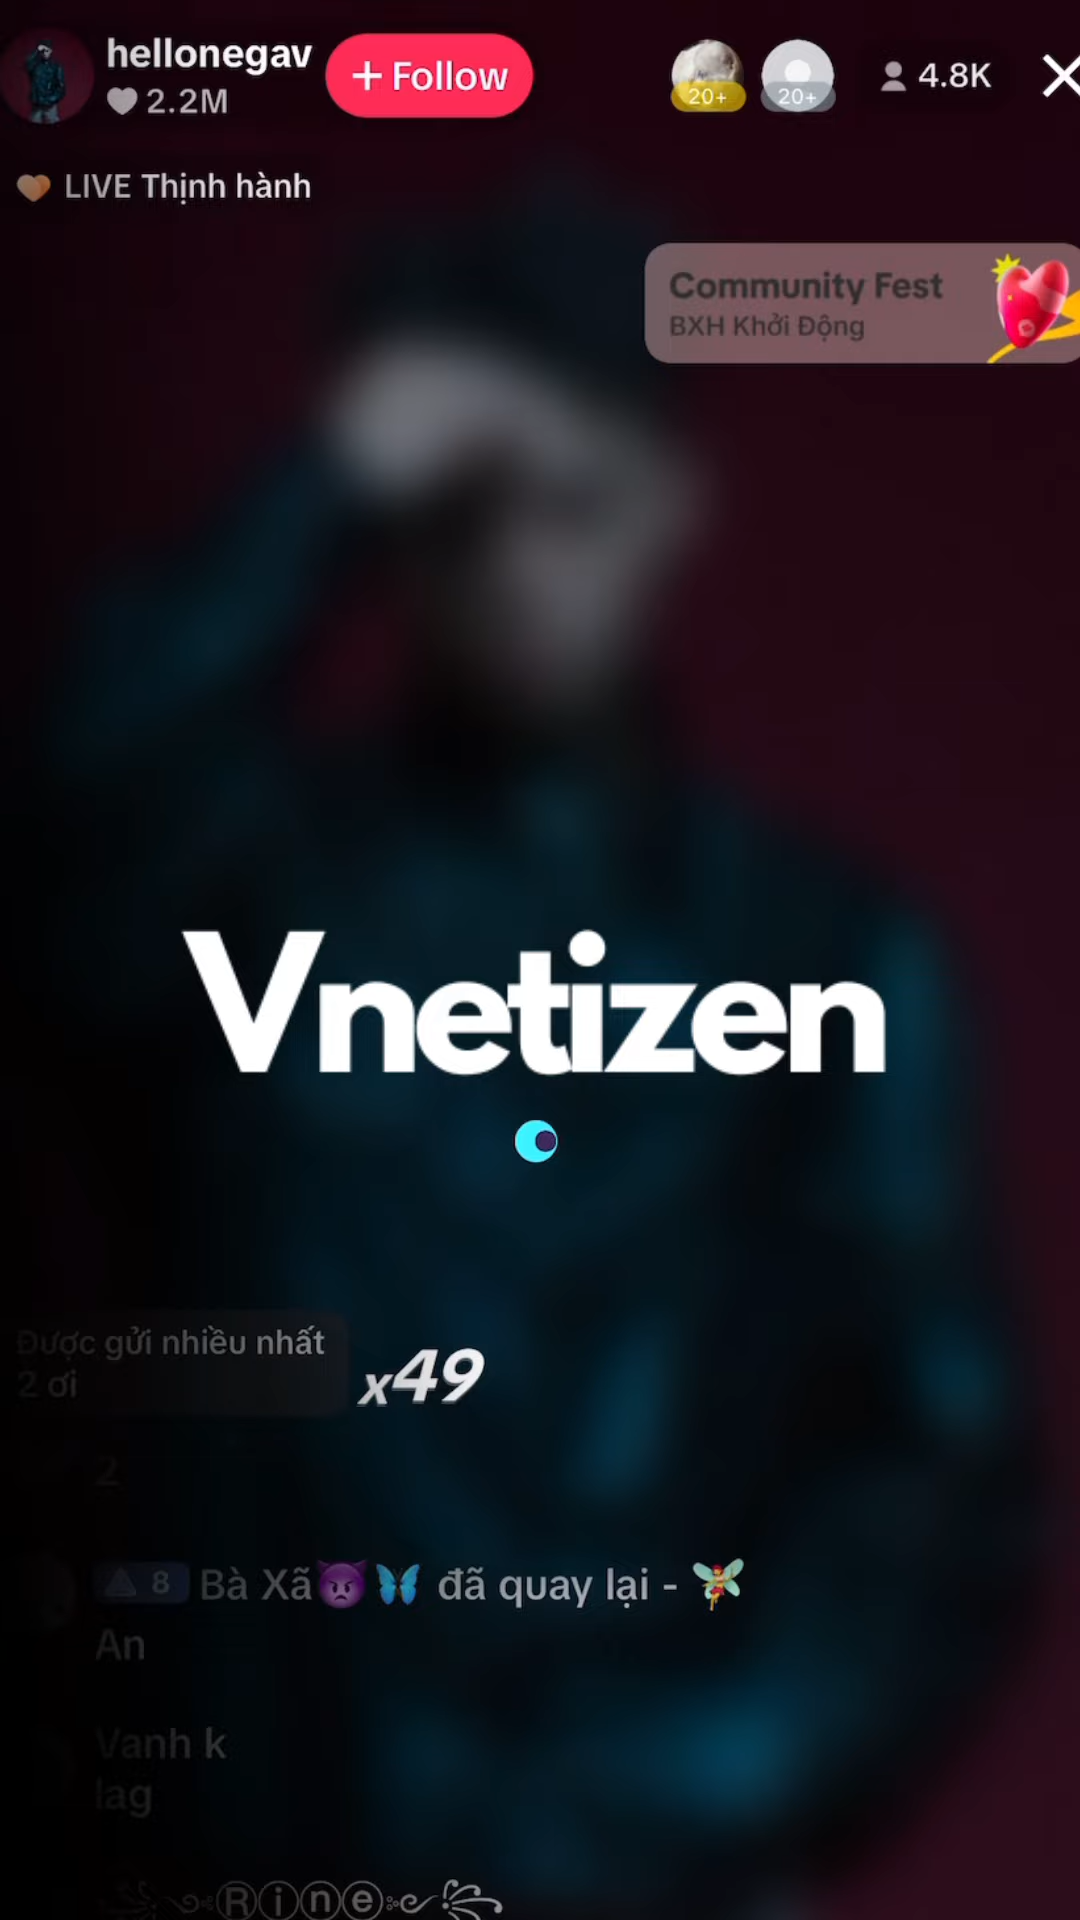 hellonegav
2.2M
+ Follow
20+
20+
4.8K
LIVE Thịnh hành
Community Fest
BXH Khởi Động
Vnetizen
Được gửi nhiều nhất
2 ơi
x49
2
8 Bà Xã😈🦋 đã quay lại - 🧚
An
Vanh k
lag
Ⓡⓘⓝⓔ